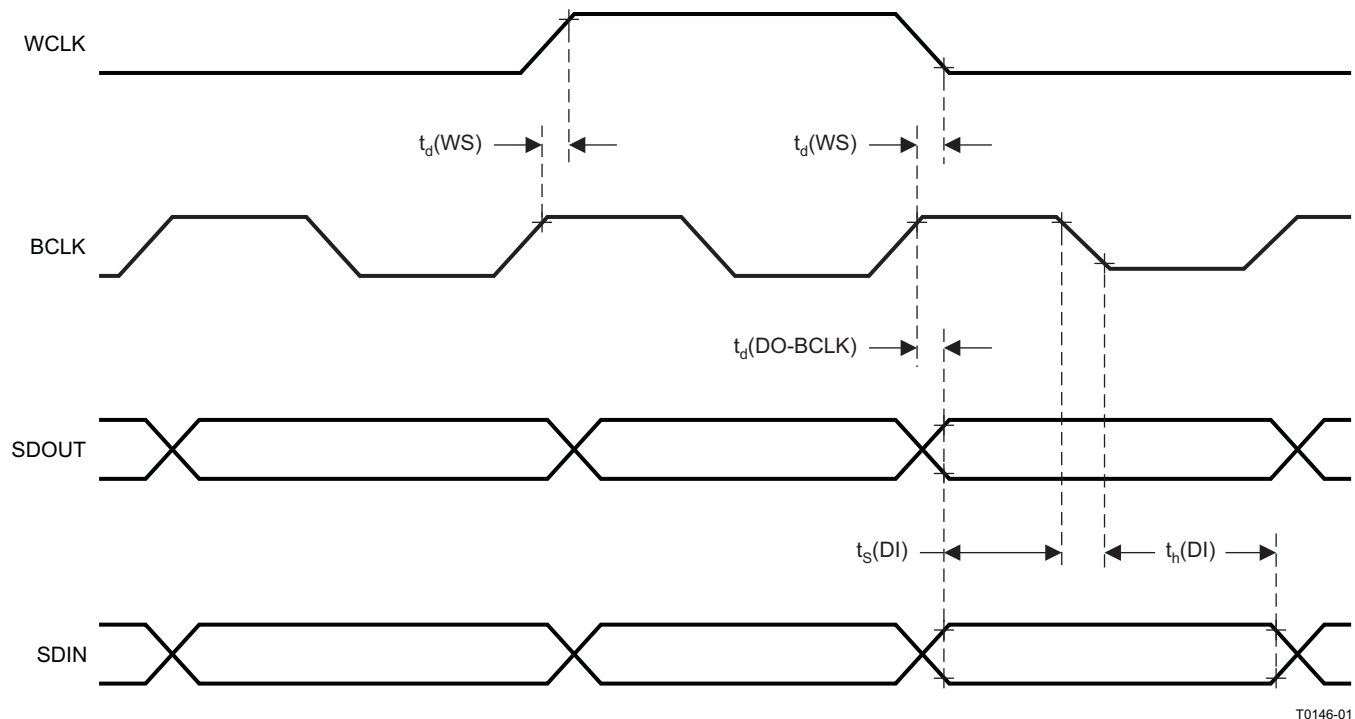 WCLK
t_d(WS) t_d(WS)
BCLK
t_d(DO-BCLK)
SDOUT
t_S(DI) t_h(DI)
SDIN
T0146-01